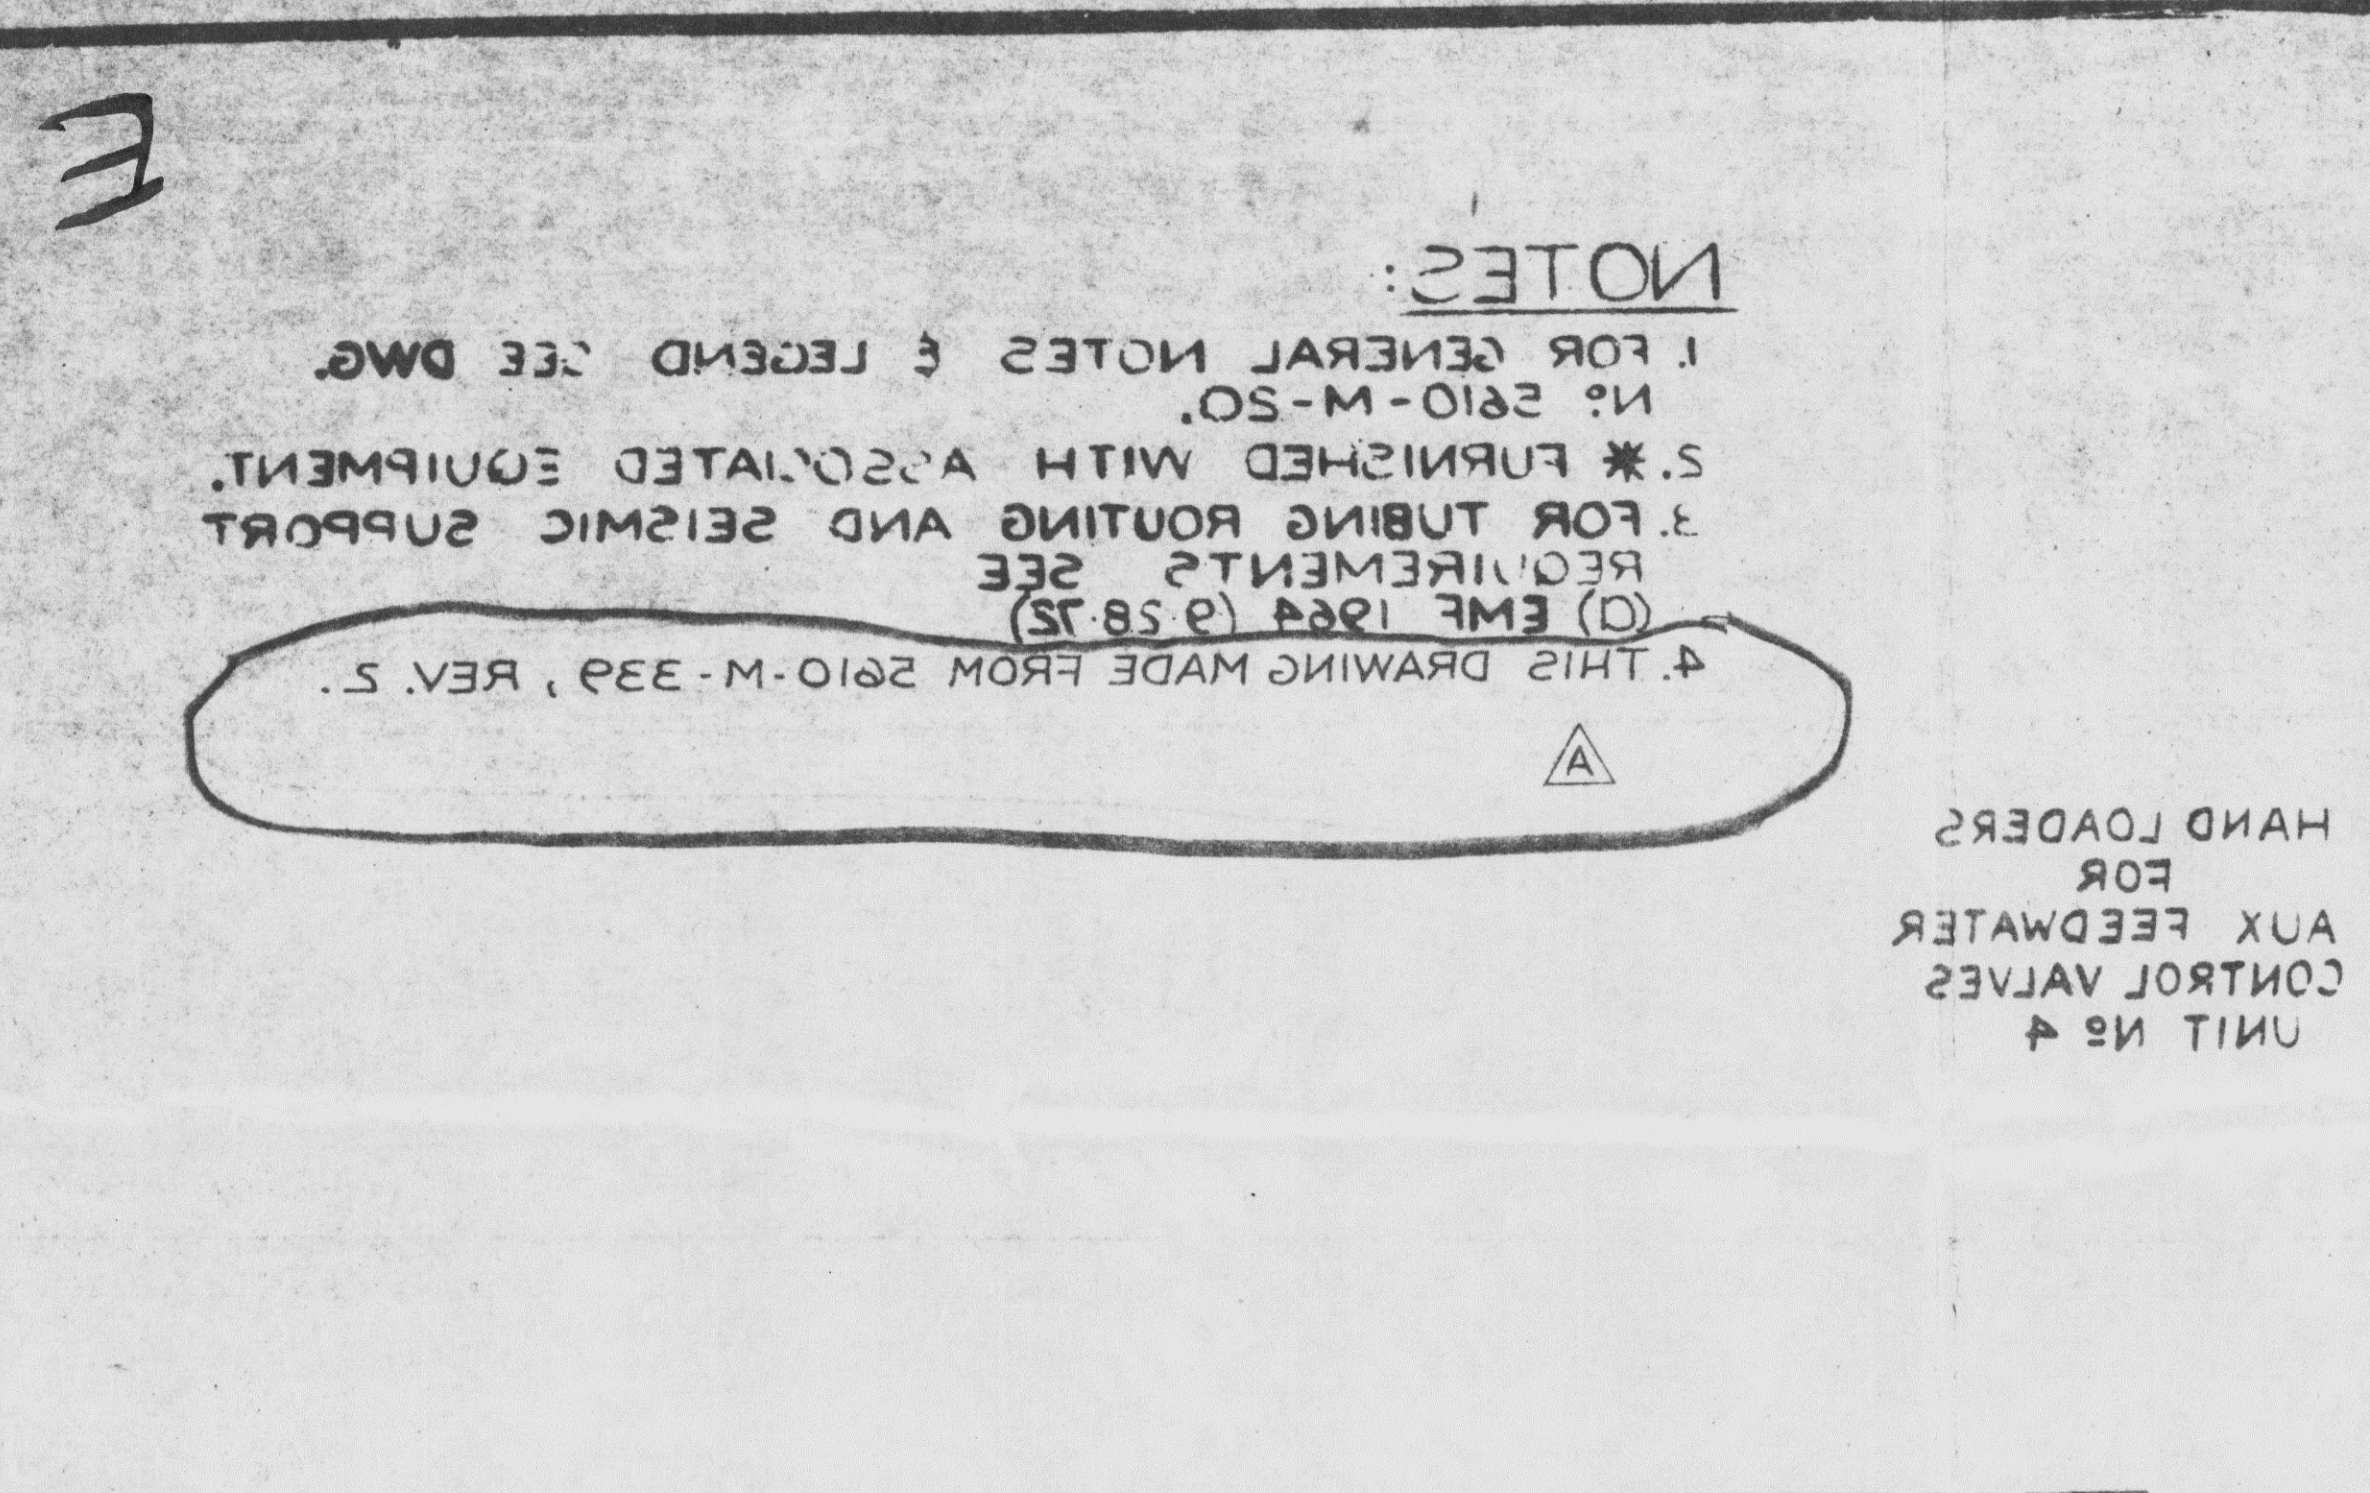 E
NOTES:
1. FOR GENERAL NOTES & LEGEND SEE DWG.
Nº 5610-M-20.
2. * FURNISHED WITH ASSOCIATED EQUIPMENT.
3. FOR TUBING ROUTING AND SEISMIC SUPPORT
REQUIREMENTS SEE
(a) EMF 1964 (9.28.72)
4. THIS DRAWING MADE FROM 5610-M-339, REV. 2.
A
HAND LOADERS
FOR
AUX FEEDWATER
CONTROL VALVES
UNIT Nº 4